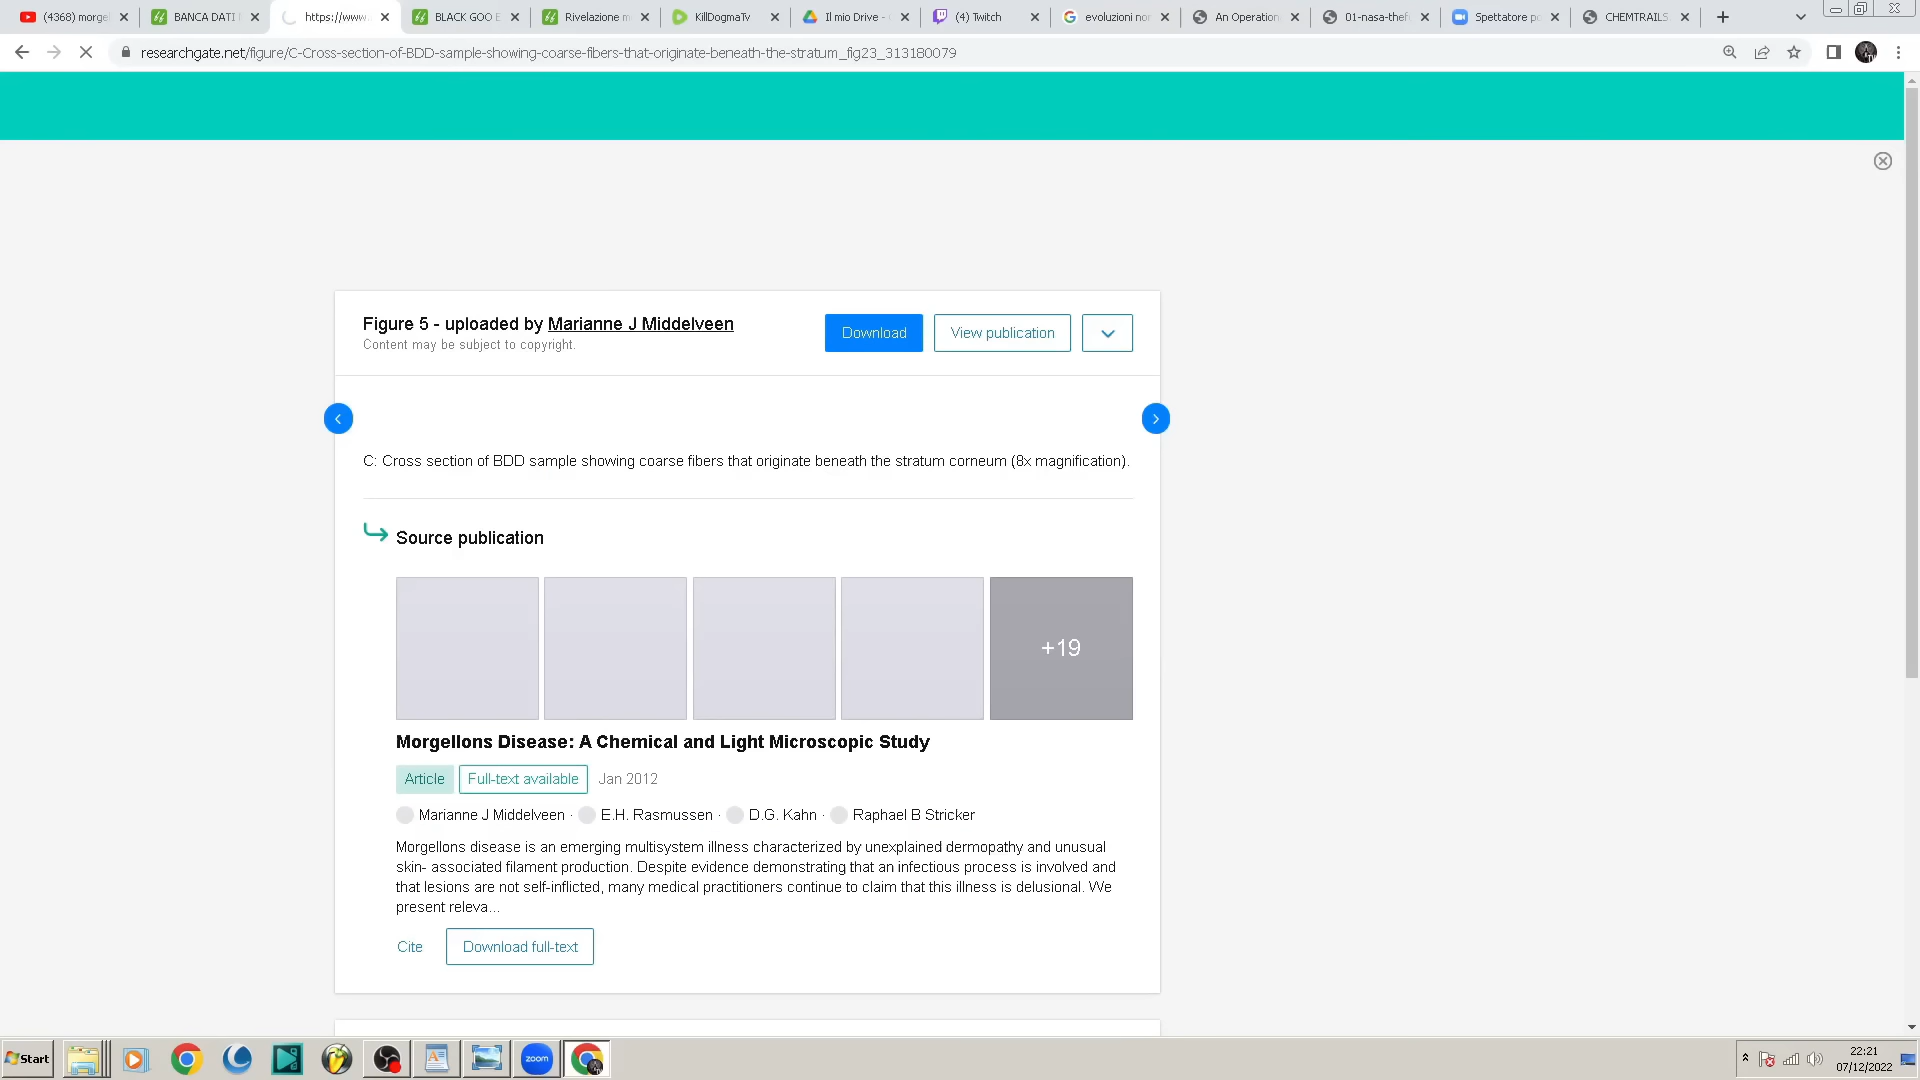 (4368) morge
BANCA DATI
https://www.
BLACK GOO E
Rivelazione m
KillDogmaTv
Il mio Drive -
(4) Twitch
evoluzioni nor
An Operation
01-nasa-thef
Spettatore po
CHEMTRAILS
researchgate.net/figure/C-Cross-section-of-BDD-sample-showing-coarse-fibers-that-originate-beneath-the-stratum_fig23_313180079
Figure 5 - uploaded by Marianne J Middelveen
Content may be subject to copyright.
Download
View publication
C: Cross section of BDD sample showing coarse fibers that originate beneath the stratum corneum (8x magnification).
Source publication
+19
Morgellons Disease: A Chemical and Light Microscopic Study
Article
Full-text available
Jan 2012
Marianne J Middelveen · E.H. Rasmussen · D.G. Kahn · Raphael B Stricker
Morgellons disease is an emerging multisystem illness characterized by unexplained dermopathy and unusual
skin- associated filament production. Despite evidence demonstrating that an infectious process is involved and
that lesions are not self-inflicted, many medical practitioners continue to claim that this illness is delusional. We
present releva...
Cite
Download full-text
Start
zoom
22:21
07/12/2022